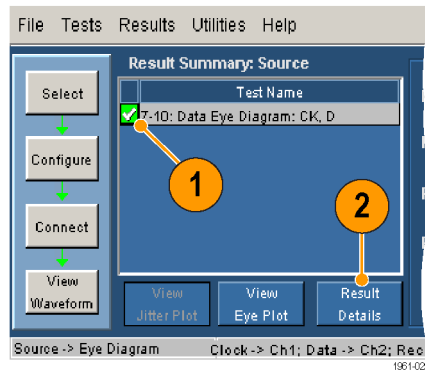 File Tests Results Utilities Help
Result Summary: Source
Test Name
7-10: Data Eye Diagram: CK, D
Select
Configure
Connect
View
Waveform
1
2
View
Jitter Plot
View
Eye Plot
Result
Details
Source -> Eye Diagram Clock -> Ch1; Data -> Ch2; Rec
1961-02